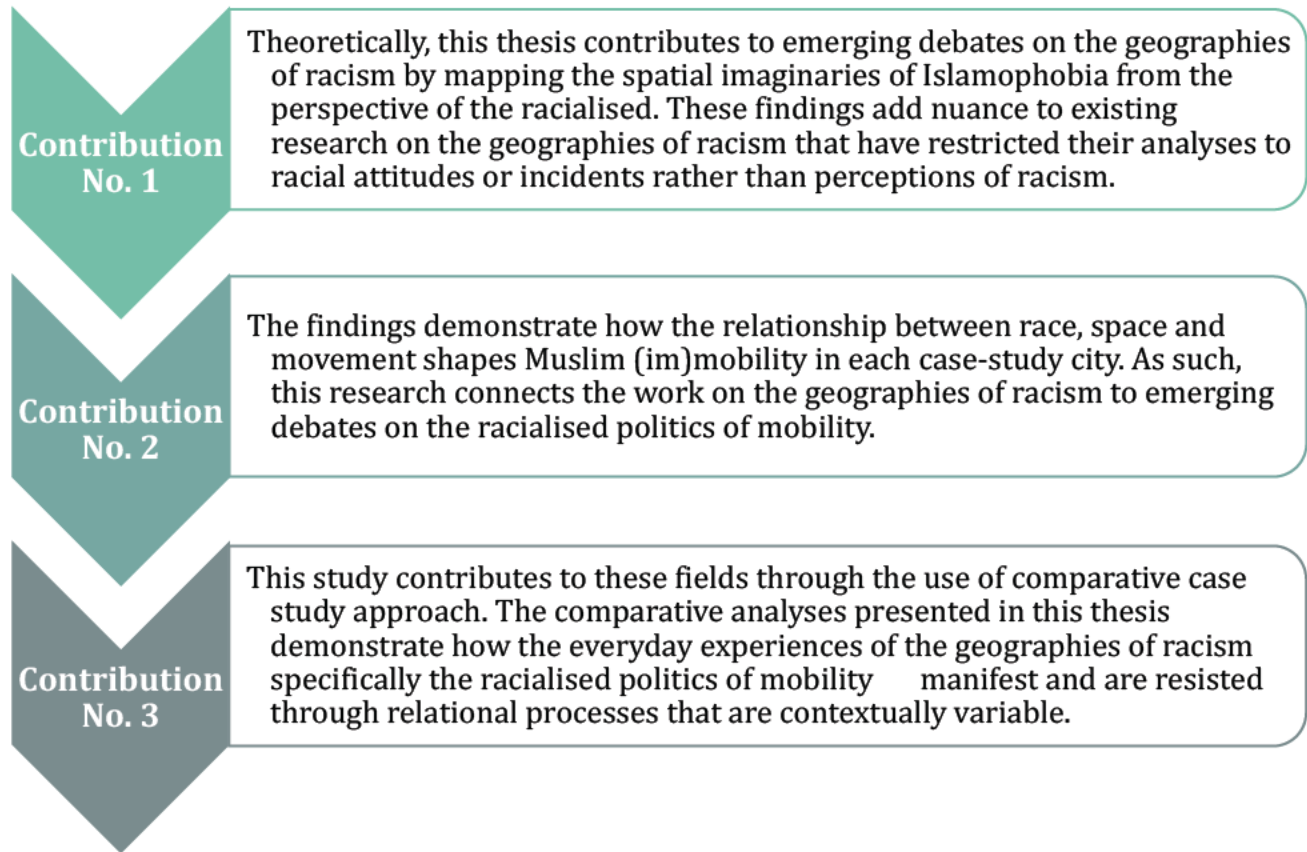 Contribution
No. 1
Theoretically, this thesis contributes to emerging debates on the geographies
of racism by mapping the spatial imaginaries of Islamophobia from the
perspective of the racialised. These findings add nuance to existing
research on the geographies of racism that have restricted their analyses to
racial attitudes or incidents rather than perceptions of racism.
Contribution
No. 2
The findings demonstrate how the relationship between race, space and
movement shapes Muslim (im)mobility in each case-study city. As such,
this research connects the work on the geographies of racism to emerging
debates on the racialised politics of mobility.
Contribution
No. 3
This study contributes to these fields through the use of comparative case
study approach. The comparative analyses presented in this thesis
demonstrate how the everyday experiences of the geographies of racism
specifically the racialised politics of mobility manifest and are resisted
through relational processes that are contextually variable.